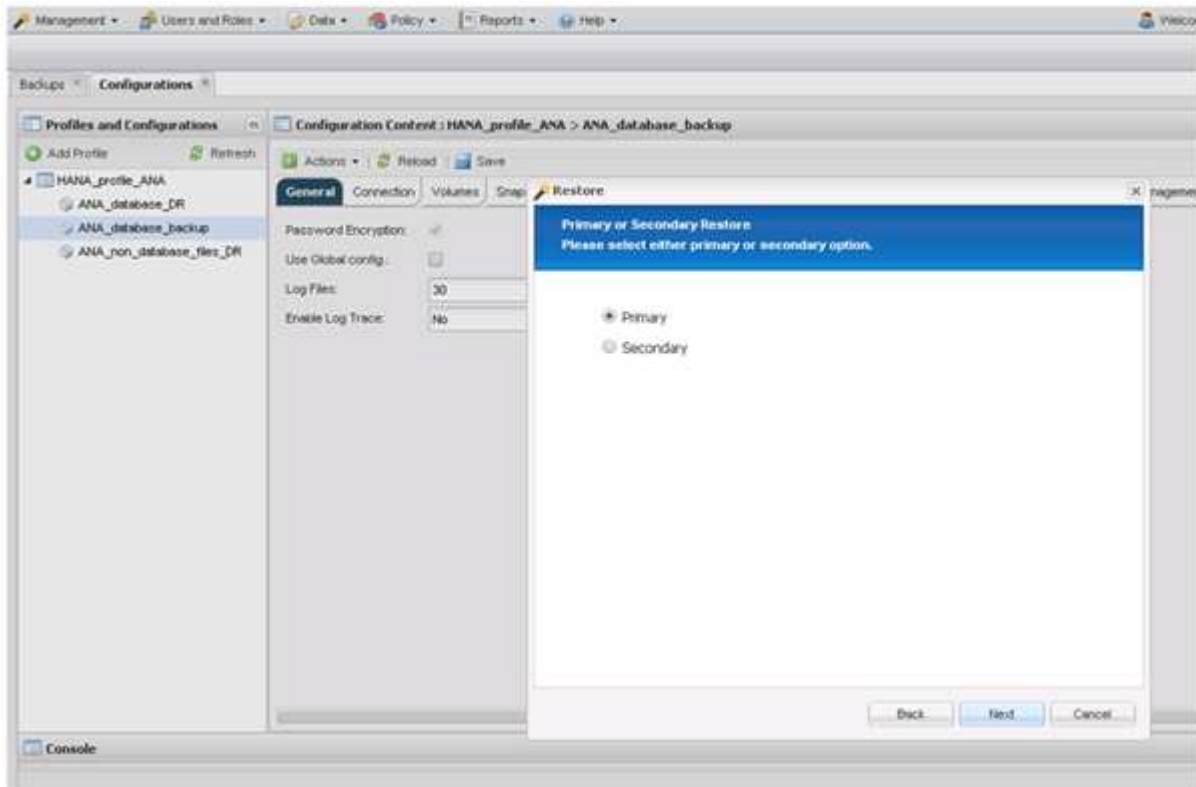 Management Users and Roles Data Policy Reports Help
Backups Configurations
Profiles and Configurations
Add Profile Refresh
HANA_profile_ANA
ANA_database_DR
ANA_database_backup
ANA_non_database_files_DR
Configuration Content : HANA_profile_ANA > ANA_database_backup
Actions Reload Save
General Connection Volumes Snap
Password Encryption:
Use Global config..
Log Files: 30
Enable Log Trace: No
Restore
Primary or Secondary Restore
Please select either primary or secondary option.
Primary
Secondary
Back Next Cancel
Console